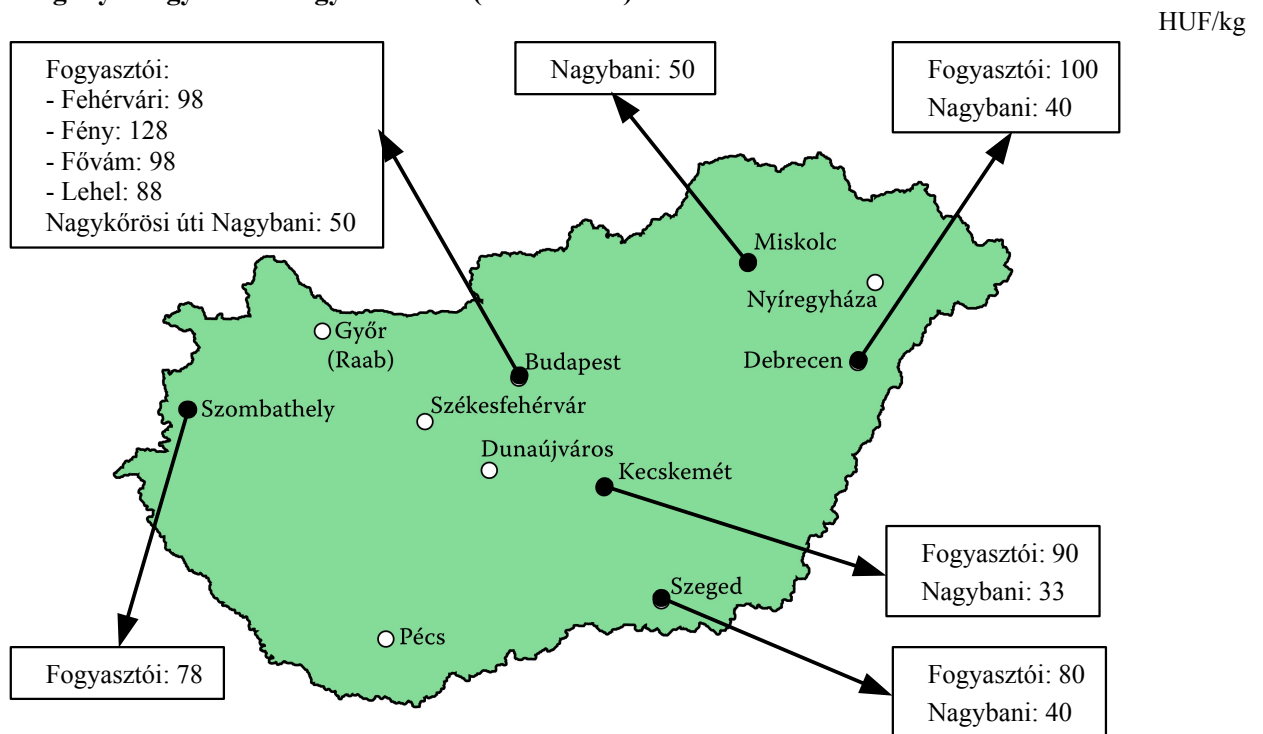 HUF/kg
Fogyasztói:
- Fehérvári: 98
- Fény: 128
- Fővám: 98
- Lehel: 88
Nagykőrösi úti Nagybani: 50
Nagybani: 50
Fogyasztói: 100
Nagybani: 40
Miskolc
Nyíregyháza
Győr
(Raab)
Budapest
Debrecen
Szombathely
Székesfehérvár
Dunaújváros
Kecskemét
Fogyasztói: 90
Nagybani: 33
Szeged
Pécs
Fogyasztói: 78
Fogyasztói: 80
Nagybani: 40